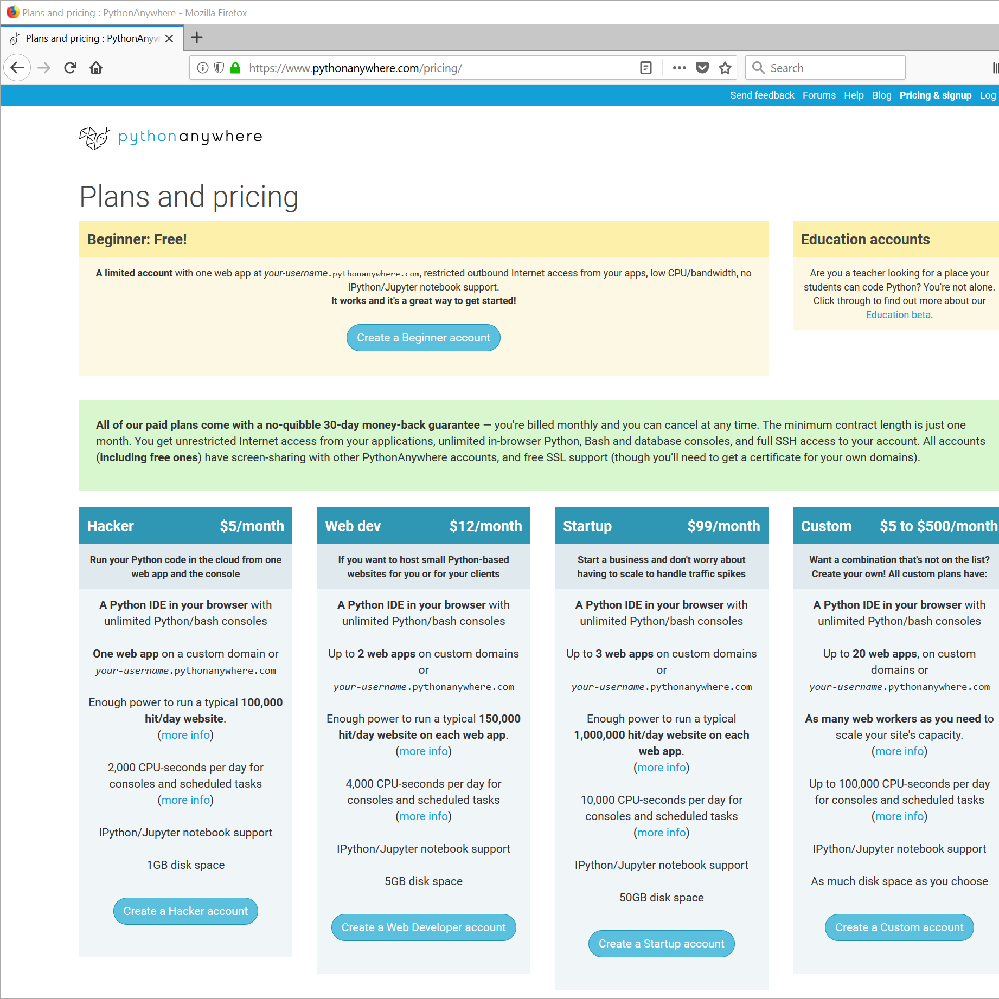 Plans and pricing : PythonAnywhere - Mozilla Firefox
Plans and pricing : PythonAnyw
https://www.pythonanywhere.com/pricing/
Search
Send feedback Forums Help Blog Pricing & signup Log
pythonanywhere
Plans and pricing
Beginner: Free!
A limited account with one web app at your-username.pythonanywhere.com, restricted outbound Internet access from your apps, low CPU/bandwidth, no
IPython/Jupyter notebook support.
It works and it's a great way to get started!
Create a Beginner account
Education accounts
Are you a teacher looking for a place your
students can code Python? You're not alone.
Click through to find out more about our
Education beta.
All of our paid plans come with a no-quibble 30-day money-back guarantee — you're billed monthly and you can cancel at any time. The minimum contract length is just one
month. You get unrestricted Internet access from your applications, unlimited in-browser Python, Bash and database consoles, and full SSH access to your account. All accounts
(including free ones) have screen-sharing with other PythonAnywhere accounts, and free SSL support (though you'll need to get a certificate for your own domains).
Hacker $5/month
Run your Python code in the cloud from one
web app and the console
A Python IDE in your browser with
unlimited Python/bash consoles
One web app on a custom domain or
your-username.pythonanywhere.com
Enough power to run a typical 100,000
hit/day website.
(more info)
2,000 CPU-seconds per day for
consoles and scheduled tasks
(more info)
IPython/Jupyter notebook support
1GB disk space
Create a Hacker account
Web dev $12/month
If you want to host small Python-based
websites for you or for your clients
A Python IDE in your browser with
unlimited Python/bash consoles
Up to 2 web apps on custom domains
or
your-username.pythonanywhere.com
Enough power to run a typical 150,000
hit/day website on each web app.
(more info)
4,000 CPU-seconds per day for
consoles and scheduled tasks
(more info)
IPython/Jupyter notebook support
5GB disk space
Create a Web Developer account
Startup $99/month
Start a business and don't worry about
having to scale to handle traffic spikes
A Python IDE in your browser with
unlimited Python/bash consoles
Up to 3 web apps on custom domains
or
your-username.pythonanywhere.com
Enough power to run a typical
1,000,000 hit/day website on each
web app.
(more info)
10,000 CPU-seconds per day for
consoles and scheduled tasks
(more info)
IPython/Jupyter notebook support
50GB disk space
Create a Startup account
Custom $5 to $500/month
Want a combination that's not on the list?
Create your own! All custom plans have:
A Python IDE in your browser with
unlimited Python/bash consoles
Up to 20 web apps, on custom
domains or
your-username.pythonanywhere.com
As many web workers as you need to
scale your site's capacity.
(more info)
Up to 100,000 CPU-seconds per day
for consoles and scheduled tasks
(more info)
IPython/Jupyter notebook support
As much disk space as you choose
Create a Custom account